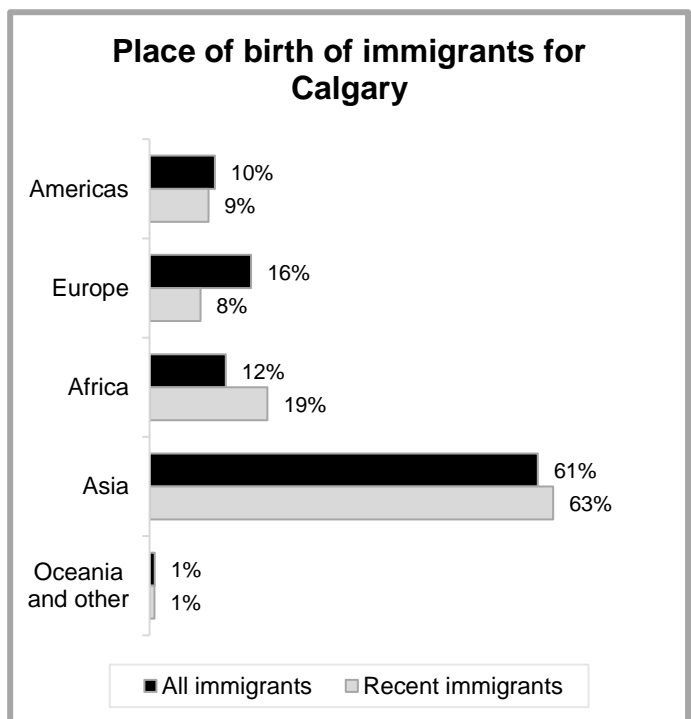 Place of birth of immigrants for
Calgary
Americas
10%
9%
Europe
16%
8%
Africa
12%
19%
Asia
61%
63%
Oceania
and other
1%
1%
All immigrants
Recent immigrants